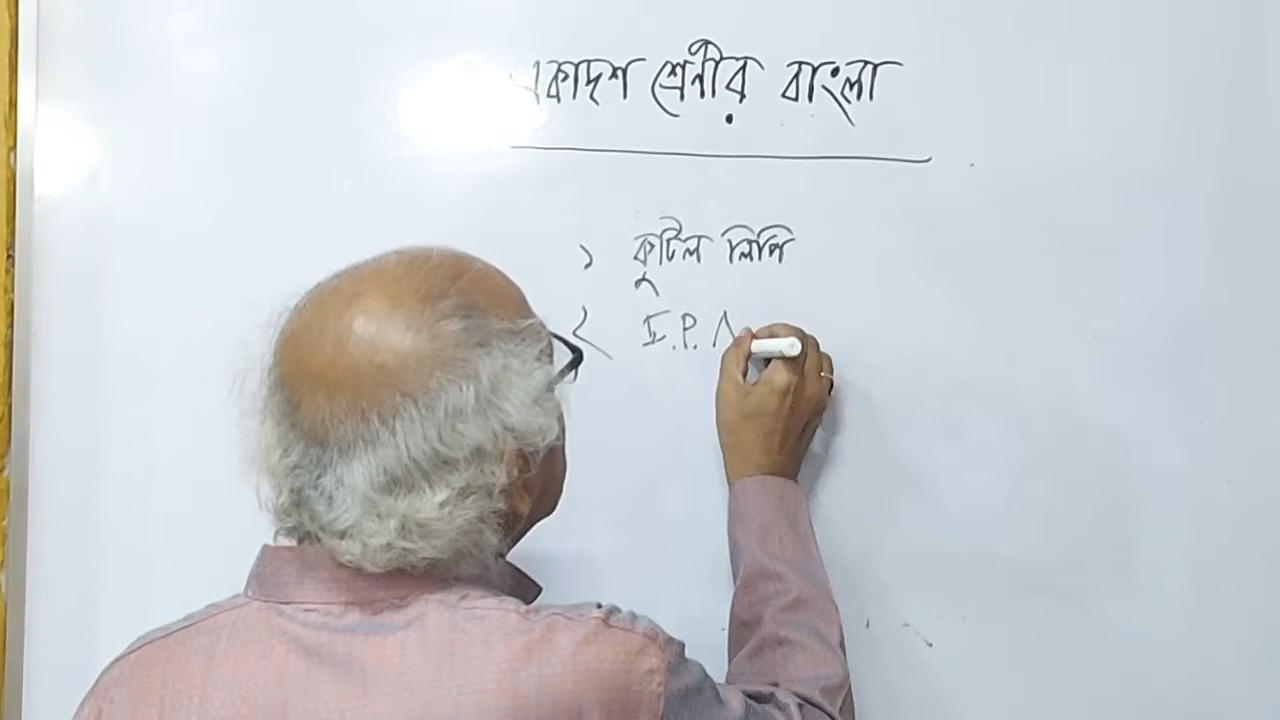 একাদশ শ্রেণীর বাংলা
১ কুটিল লিপি
২ I.P.